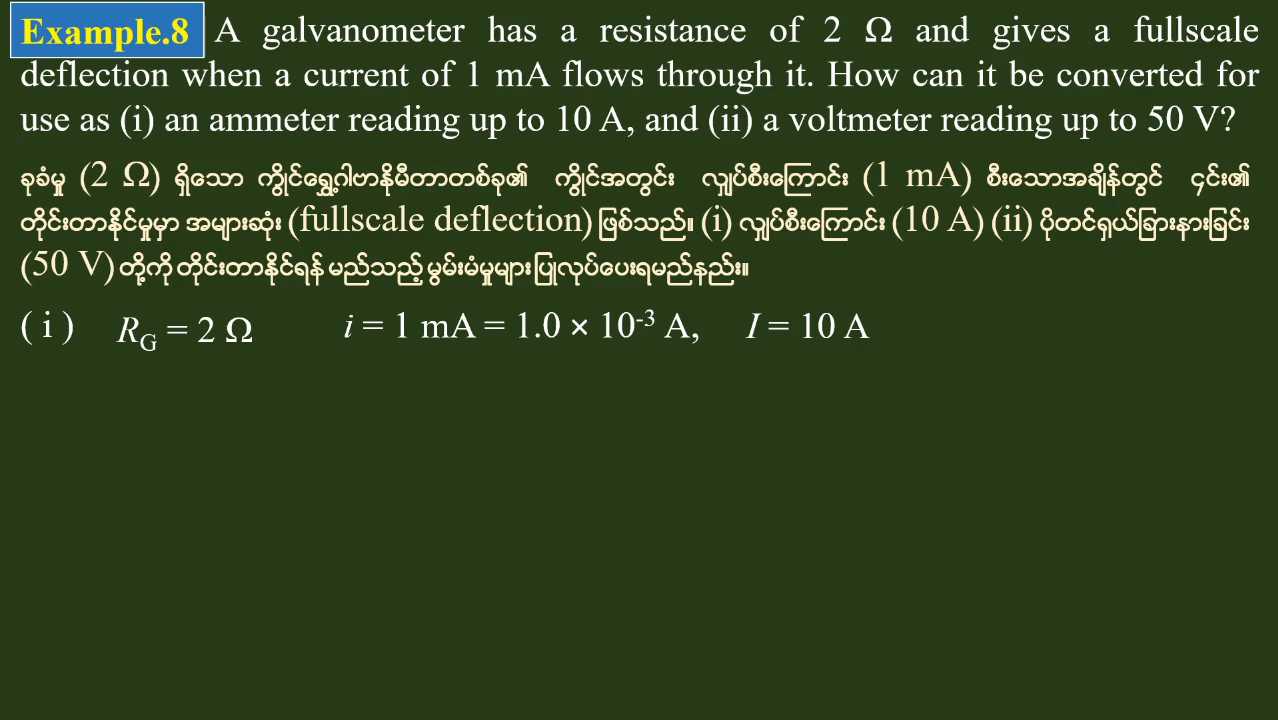 Example.8 A galvanometer has a resistance of 2 Ω and gives a fullscale
deflection when a current of 1 mA flows through it. How can it be converted for
use as (i) an ammeter reading up to 10 A, and (ii) a voltmeter reading up to 50 V?
ခုခံမှု (2 Ω) ရှိသော ကွိုင်ရွှေ့ဂါဗာနိုမီတာတစ်ခု၏ ကွိုင်အတွင်း လျှပ်စီးကြောင်း (1 mA) စီးသောအချိန်တွင် ၎င်း၏
တိုင်းတာနိုင်မှုမှာ အများဆုံး (fullscale deflection) ဖြစ်သည်။ (i) လျှပ်စီးကြောင်း (10 A) (ii) ပိုတင်ရှယ်ခြားနားခြင်း
(50 V) တို့ကို တိုင်းတာနိုင်ရန် မည်သည့် မွမ်းမံမှုများ ပြုလုပ်ပေးရမည်နည်း။
( i ) R_G = 2 Ω i = 1 mA = 1.0 × 10⁻³ A, I = 10 A